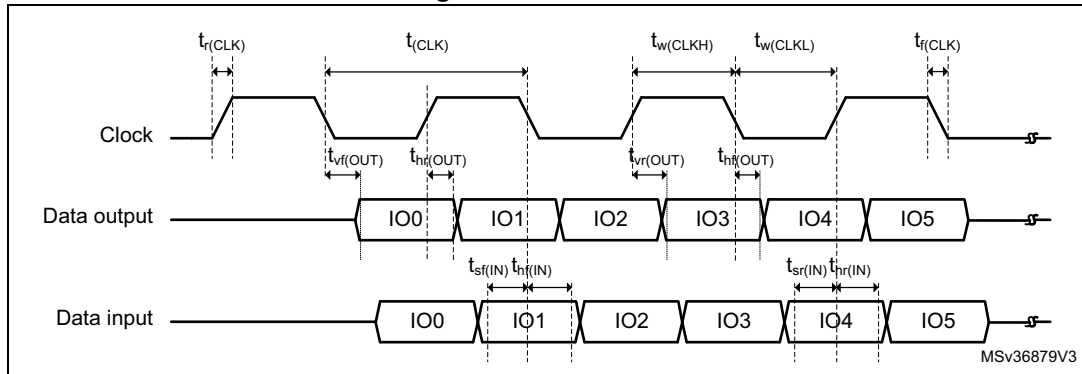 tr(CLK) t(CLK) tw(CLKH) tw(CLKL) tf(CLK)
Clock
tvf(OUT) thr(OUT) tvr(OUT) thf(OUT)
Data output IO0 IO1 IO2 IO3 IO4 IO5
tsf(IN) thf(IN) tsr(IN) thr(IN)
Data input IO0 IO1 IO2 IO3 IO4 IO5
MSv36879V3